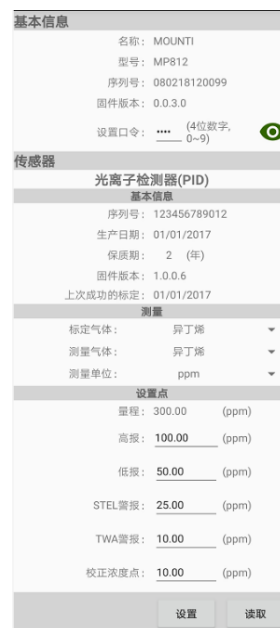 基本信息
名称： MOUNTI
型号： MP812
序列号： 080218120099
固件版本： 0.0.3.0
设置口令： •••• (4位数字,
0~9)
传感器
光离子检测器(PID)
基本信息
序列号： 123456789012
生产日期： 01/01/2017
保质期： 2 (年)
固件版本： 1.0.0.6
上次成功的标定： 01/01/2017
测量
标定气体： 异丁烯
测量气体： 异丁烯
测量单位： ppm
设置点
量程： 300.00 (ppm)
高报： 100.00 (ppm)
低报： 50.00 (ppm)
STEL警报： 25.00 (ppm)
TWA警报： 10.00 (ppm)
校正浓度点： 10.00 (ppm)
设置 读取